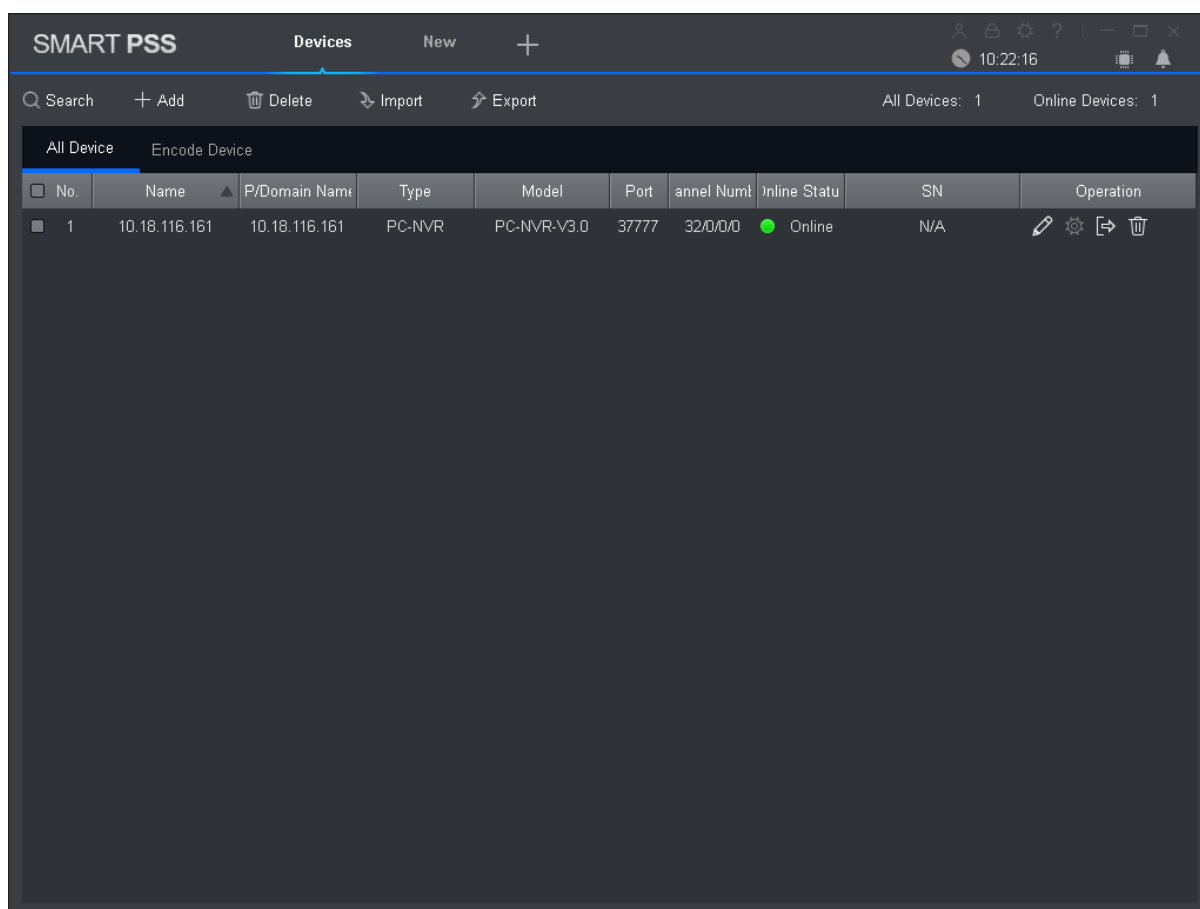 SMART PSS Devices New
10:22:16
Search Add Delete Import Export All Devices: 1 Online Devices: 1
All Device Encode Device
No. Name P/Domain Name Type Model Port annel Numb Online Statu SN Operation
1 10.18.116.161 10.18.116.161 PC-NVR PC-NVR-V3.0 37777 32/0/0/0 Online N/A